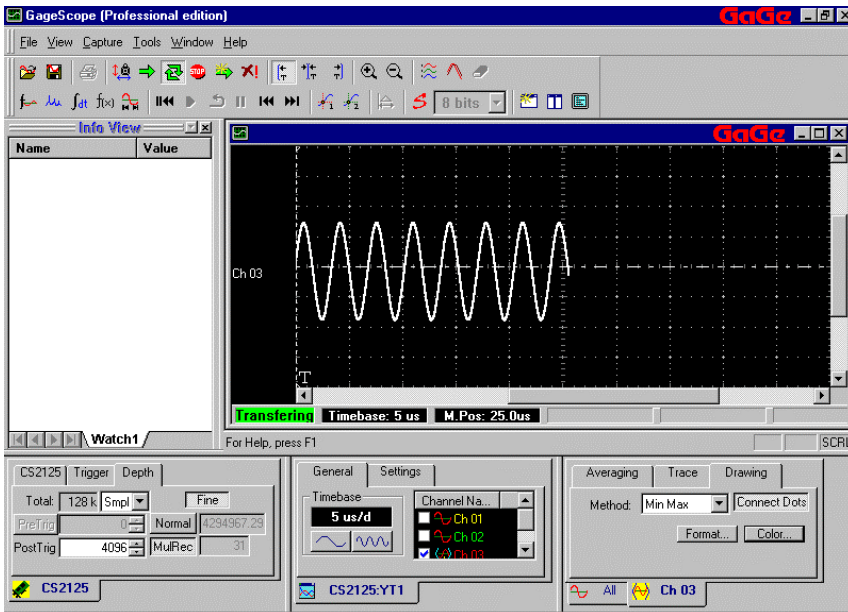 GageScope (Professional edition)
GaGe
File View Capture Tools Window Help
8 bits
Info View
Name Value
GaGe
Ch 03
T
Transfering Timebase: 5 us M.Pos: 25.0us
Watch1
For Help, press F1
SCRL
CS2125 Trigger Depth
Total: 128 k Smpl Fine
PreTrig 0 Normal 4294967.29
PostTrig 4096 MulRec 31
CS2125
General Settings
Timebase
5 us/d
Channel Na...
Ch 01
Ch 02
Ch 03
CS2125:YT1
Averaging Trace Drawing
Method: Min Max Connect Dots
Format... Color...
All Ch 03